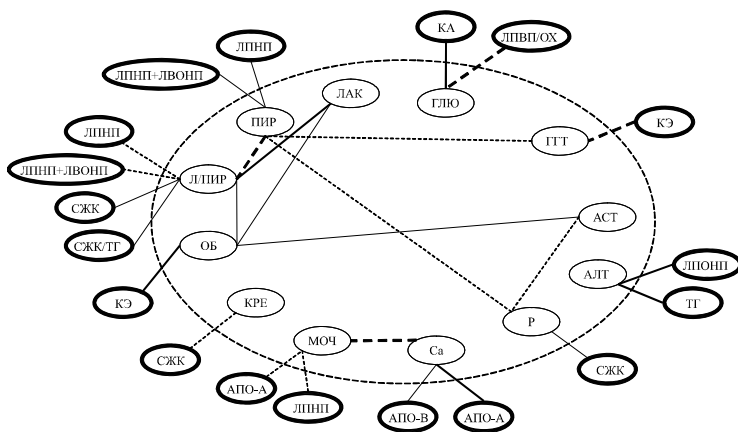 КА
ЛПВП/ОХ
ЛПНП
ЛПНП+ЛВОНП
ЛАК
ГЛЮ
ПИР
КЭ
ЛПНП
ГГТ
ЛПНП+ЛВОНП
Л/ПИР
СЖК
АСТ
СЖК/ТГ
ОБ
ЛПОНП
АЛТ
КЭ
КРЕ
ТГ
Р
МОЧ
Са
СЖК
СЖК
АПО-А
ЛПНП
АПО-В
АПО-А